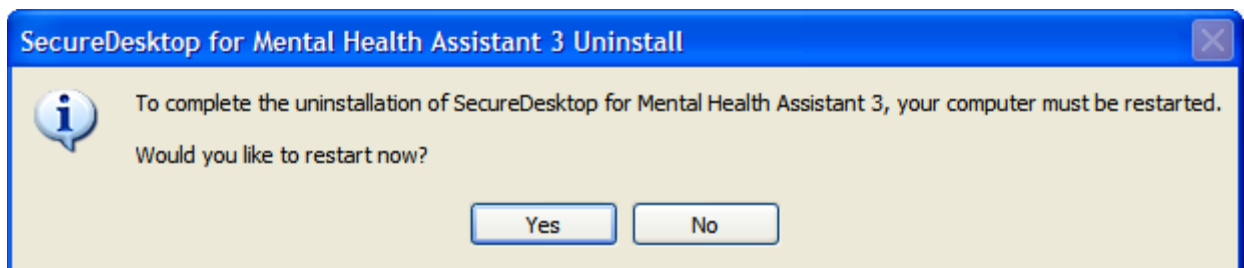 SecureDesktop for Mental Health Assistant 3 Uninstall
To complete the uninstallation of SecureDesktop for Mental Health Assistant 3, your computer must be restarted.
Would you like to restart now?
Yes No